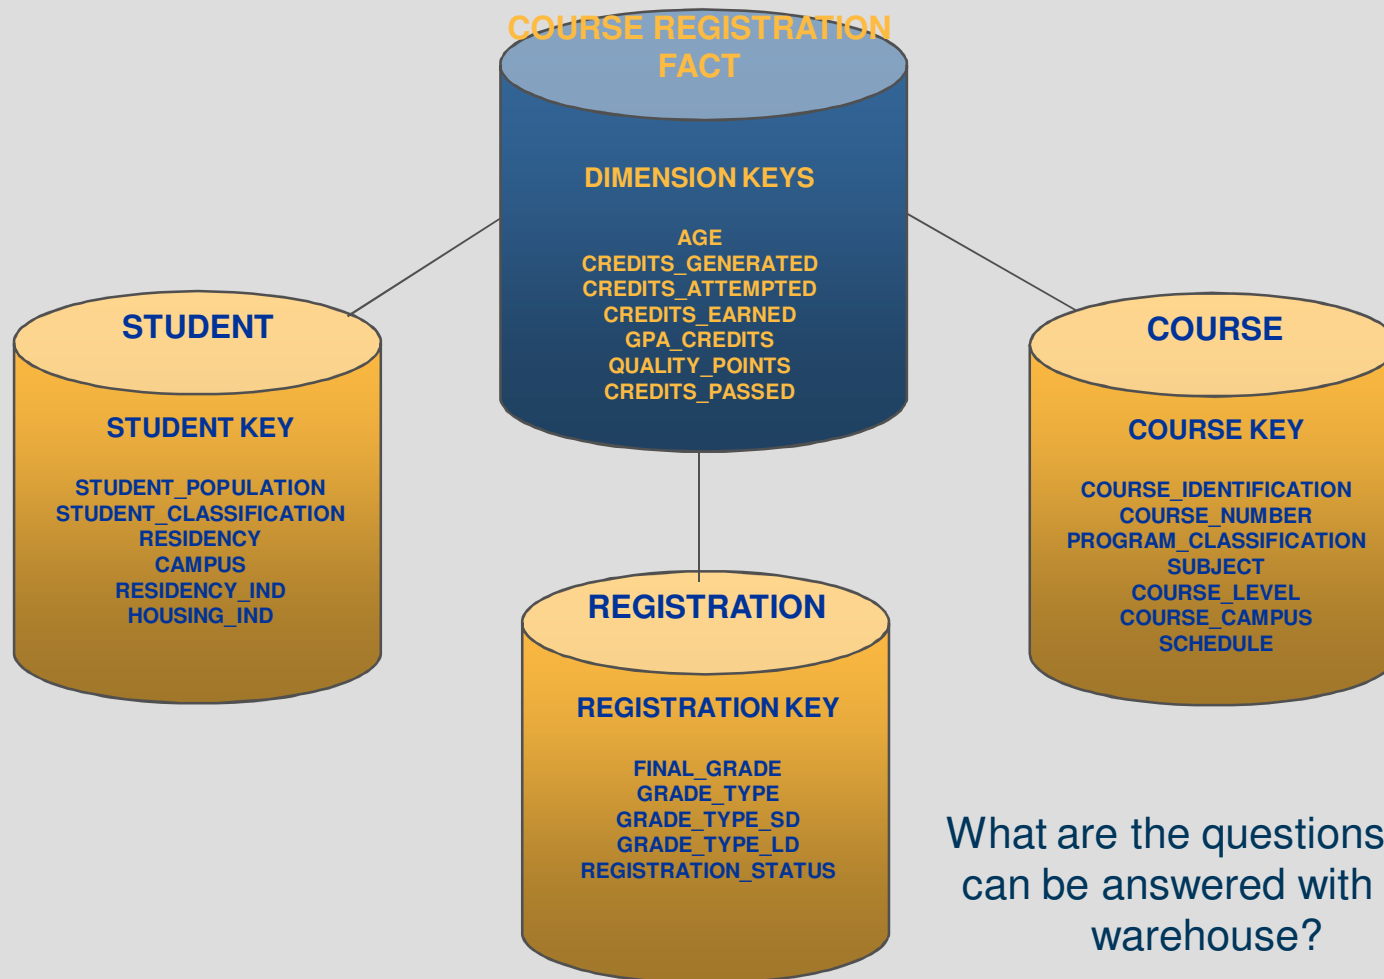 COURSE REGISTRATION
FACT
DIMENSION KEYS
AGE
CREDITS_GENERATED
CREDITS_ATTEMPTED
CREDITS_EARNED
GPA_CREDITS
QUALITY_POINTS
CREDITS_PASSED
STUDENT
STUDENT KEY
STUDENT_POPULATION
STUDENT_CLASSIFICATION
RESIDENCY
CAMPUS
RESIDENCY_IND
HOUSING_IND
REGISTRATION
REGISTRATION KEY
FINAL_GRADE
GRADE_TYPE
GRADE_TYPE_SD
GRADE_TYPE_LD
REGISTRATION_STATUS
COURSE
COURSE KEY
COURSE_IDENTIFICATION
COURSE_NUMBER
PROGRAM_CLASSIFICATION
SUBJECT
COURSE_LEVEL
COURSE_CAMPUS
SCHEDULE
What are the questions
can be answered with
warehouse?